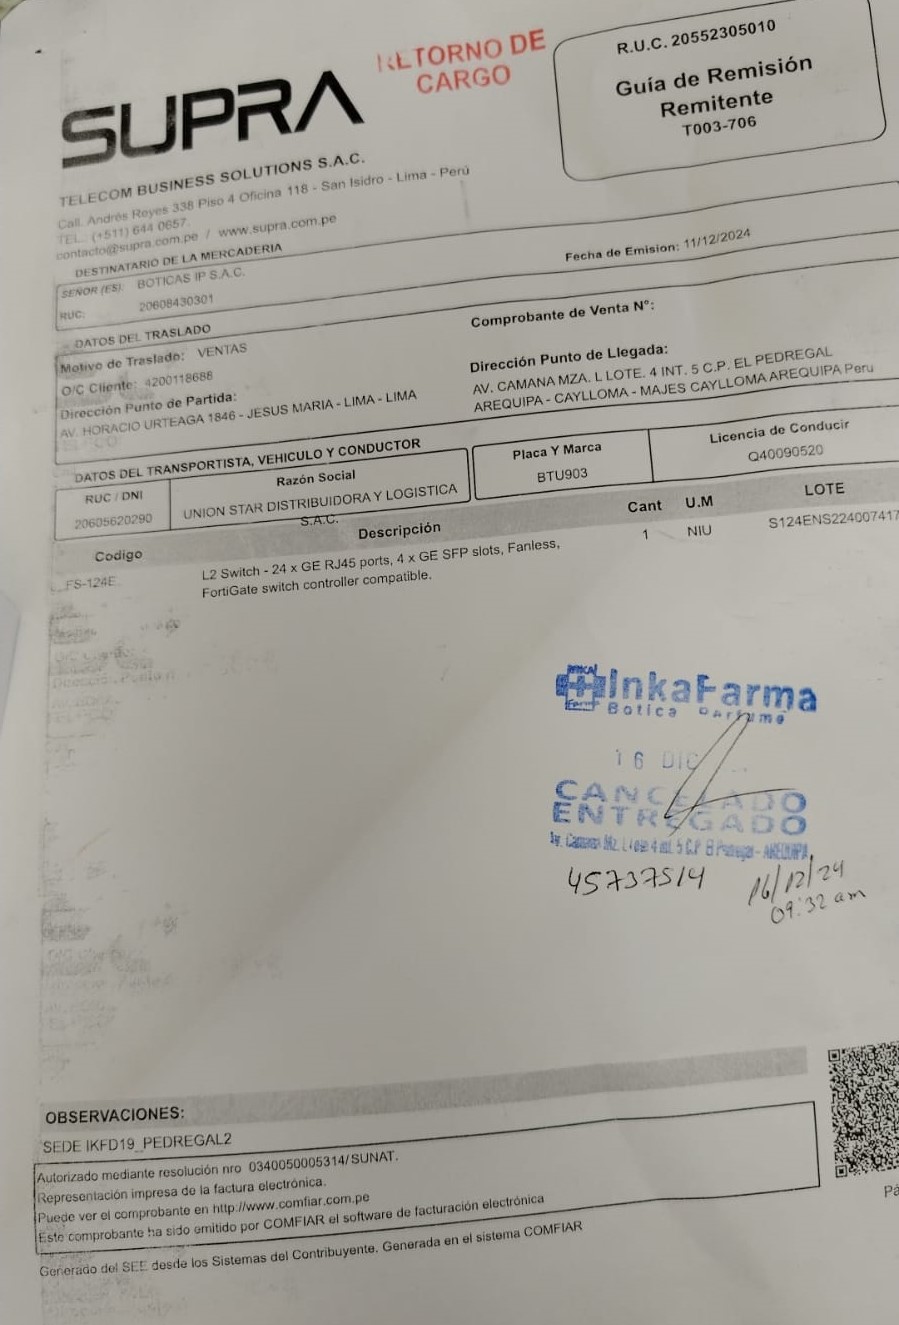 RETORNO DE
CARGO
SUPRA
TELECOM BUSINESS SOLUTIONS S.A.C.
Call. Andrés Reyes 338 Piso 4 Oficina 118 - San Isidro - Lima - Perú
TEL. (+511) 644 0657.
contacto@supra.com.pe / www.supra.com.pe
R.U.C. 20552305010
Guía de Remisión
Remitente
T003-706
DESTINATARIO DE LA MERCADERIA
SEÑOR (ES): BOTICAS IP S.A.C.
RUC: 20608430301
Fecha de Emision: 11/12/2024
DATOS DEL TRASLADO
Motivo de Traslado: VENTAS
O/C Cliente: 4200118688
Dirección Punto de Partida:
AV. HORACIO URTEAGA 1846 - JESUS MARIA - LIMA - LIMA
Comprobante de Venta N°:
Dirección Punto de Llegada:
AV. CAMANA MZA. L LOTE. 4 INT. 5 C.P. EL PEDREGAL
AREQUIPA - CAYLLOMA - MAJES CAYLLOMA AREQUIPA Peru
DATOS DEL TRANSPORTISTA, VEHICULO Y CONDUCTOR
RUC / DNI Razón Social Placa Y Marca Licencia de Conducir
20605620290 UNION STAR DISTRIBUIDORA Y LOGISTICA BTU903 Q40090520
S.A.C.
Codigo Descripción Cant U.M LOTE
FS-124E L2 Switch - 24 x GE RJ45 ports, 4 x GE SFP slots, Fanless, 1 NIU S124ENS224007417
FortiGate switch controller compatible.
InkaFarma
Botica
16 DIC
CANCELADO
ENTREGADO
Av. Camana Mz. L Lote 4 int. 5 C.P. El Pedregal - AREQUIPA
45737514
16/12/24
09:32 am
OBSERVACIONES:
SEDE IKFD19_PEDREGAL2
Autorizado mediante resolución nro 0340050005314/ SUNAT.
Representación impresa de la factura electrónica.
Puede ver el comprobante en http://www.comfiar.com.pe
Este comprobante ha sido emitido por COMFIAR el software de facturación electrónica
Generado del SEE desde los Sistemas del Contribuyente. Generada en el sistema COMFIAR